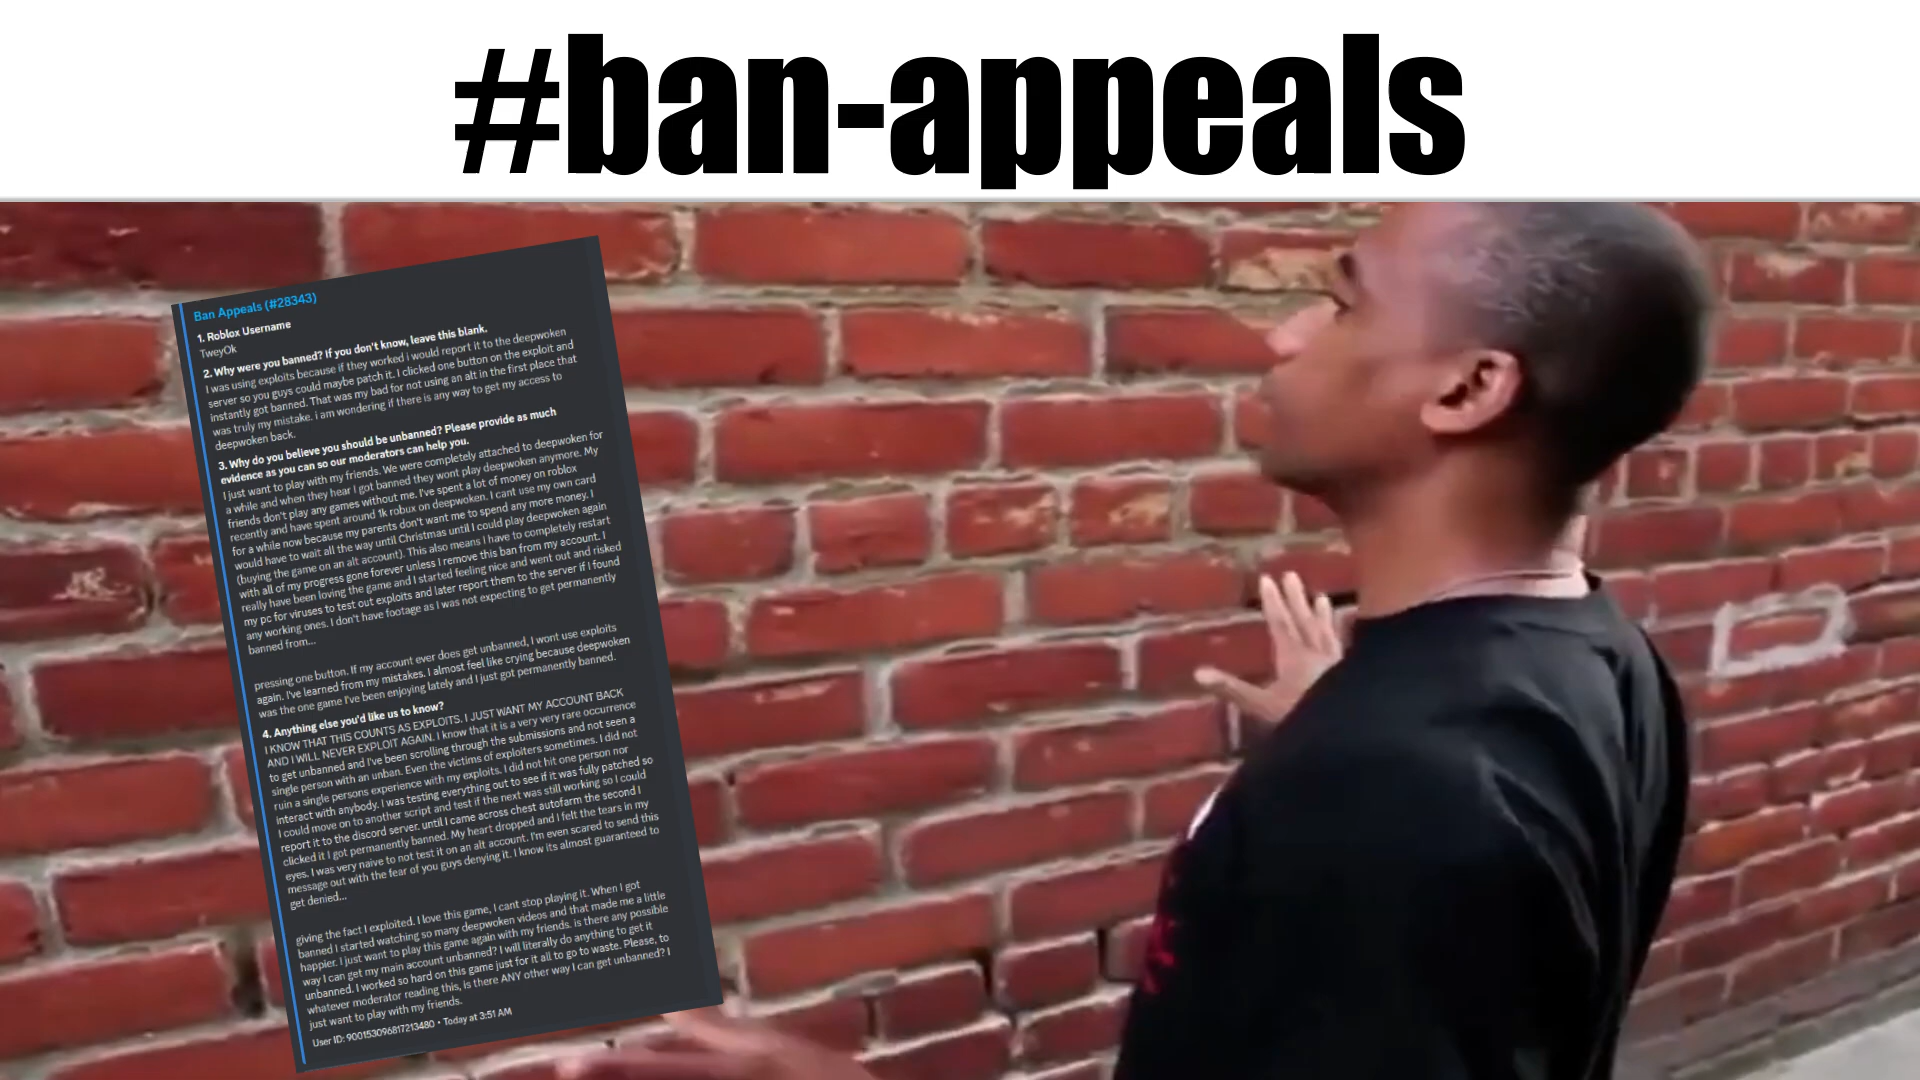 #ban-appeals
Ban Appeals (#28343)
1. Roblox Username
TweyOk
2. Why were you banned? If you don't know, leave this blank.
I was using exploits because if they worked i would report it to the deepwoken
server so you guys could maybe patch it. I clicked one button on the exploit and
instantly got banned. That was my bad for not using an alt in the first place that
was truly my mistake. i am wondering if there is any way to get my access to
deepwoken back.
3. Why do you believe you should be unbanned? Please provide as much
evidence as you can so our moderators can help you.
I just want to play with my friends. We were completely attached to deepwoken for
a while and when they hear I got banned they wont play deepwoken anymore. My
friends don't play any games without me. I've spent a lot of money on roblox
recently and have spent around 1k robux on deepwoken. I cant use my own card
for a while now because my parents don't want me to spend any more money. I
would have to wait all the way until Christmas until I could play deepwoken again
(buying the game on an alt account). This also means I have to completely restart
with all of my progress gone forever unless I remove this ban from my account. I
really have been loving the game and I started feeling nice and went out and risked
my pc for viruses to test out exploits and later report them to the server if I found
any working ones. I don't have footage as I was not expecting to get permanently
banned from...
pressing one button. If my account ever does get unbanned, I wont use exploits
again. I've learned from my mistakes. I almost feel like crying because deepwoken
was the one game I've been enjoying lately and I just got permanently banned.
4. Anything else you'd like us to know?
I KNOW THAT THIS COUNTS AS EXPLOITS. I JUST WANT MY ACCOUNT BACK
AND I WILL NEVER EXPLOIT AGAIN. I know that it is a very very rare occurrence
to get unbanned and I've been scrolling through the submissions and not seen a
single person with an unban. Even the victims of exploiters sometimes. I did not
ruin a single persons experience with my exploits. I did not hit one person nor
interact with anybody. I was testing everything out to see if it was fully patched so
I could move on to another script and test if the next was still working so I could
report it to the discord server. until I came across chest autofarm the second I
clicked it I got permanently banned. My heart dropped and I felt the tears in my
eyes. I was very naive to not test it on an alt account. I'm even scared to send this
message out with the fear of you guys denying it. I know its almost guaranteed to
get denied...
giving the fact I exploited. I love this game, I cant stop playing it. When I got
banned I started watching so many deepwoken videos and that made me a little
happier. I just want to play this game again with my friends. is there any possible
way I can get my main account unbanned? I will literally do anything to get it
unbanned. I worked so hard on this game just for it all to go to waste. Please, to
whatever moderator reading this, is there ANY other way I can get unbanned? I
just want to play with my friends.
User ID: 900153096817213480 • Today at 3:51 AM